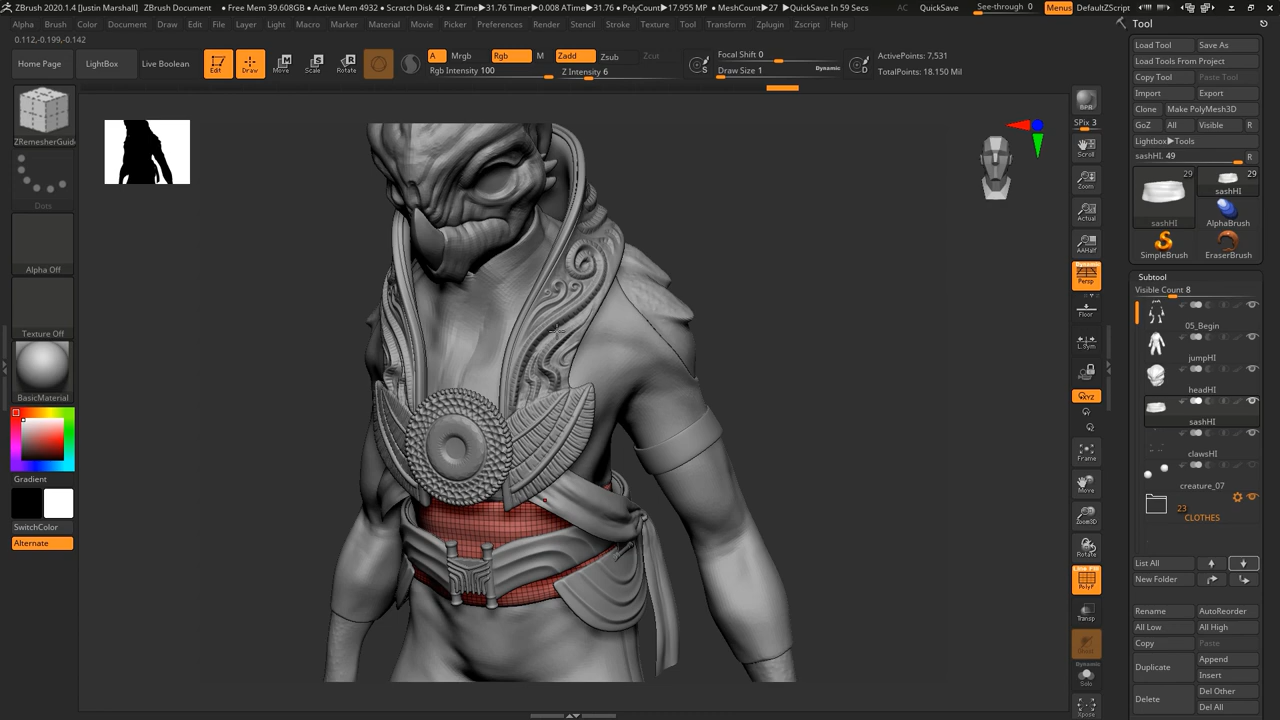 ZBrush 2020.1.4 [Justin Marshall] ZBrush Document • Free Mem 39.608GB • Active Mem 4932 • Scratch Disk 48 • ZTime▶31.76 Timer▶0.008 ATime▶31.76 • PolyCount▶17.955 MP • MeshCount▶27 ▶QuickSave In 59 Secs AC QuickSave See-through 0 Menus DefaultZScript
Alpha Brush Color Document Draw Edit File Layer Light Macro Marker Material Movie Picker Preferences Render Stencil Stroke Texture Tool Transform Zplugin Zscript Help
0.112,-0.199,-0.142
Home Page LightBox Live Boolean Edit Draw Move Scale Rotate
A Mrgb Rgb M Zadd Zsub Zcut
Rgb Intensity 100 Z Intensity 6
Focal Shift 0
Draw Size 1 Dynamic
S D
ActivePoints: 7,531
TotalPoints: 18.150 Mil
ZRemesherGuid
Dots
Alpha Off
Texture Off
BasicMaterial
Gradient
SwitchColor
Alternate
BPR
SPix 3
Scroll
Zoom
Actual
AAHalf
Dynamic
Persp
Floor
L.Sym
XYZ
Frame
Move
Zoom3D
Rotate
Line Fill
PolyF
Transp
Ghost
Dynamic
Solo
Xpose
Tool
Load Tool Save As
Load Tools From Project
Copy Tool Paste Tool
Import Export
Clone Make PolyMesh3D
GoZ All Visible R
Lightbox▶Tools
sashHI. 49 R
29 29
sashHI
sashHI AlphaBrush
SimpleBrush EraserBrush
Subtool
Visible Count 8
05_Begin
jumpHI
headHI
sashHI
clawsHI
creature_07
23
CLOTHES
List All
New Folder
Rename AutoReorder
All Low All High
Copy Paste
Duplicate Append
Insert
Delete Del Other
Del All